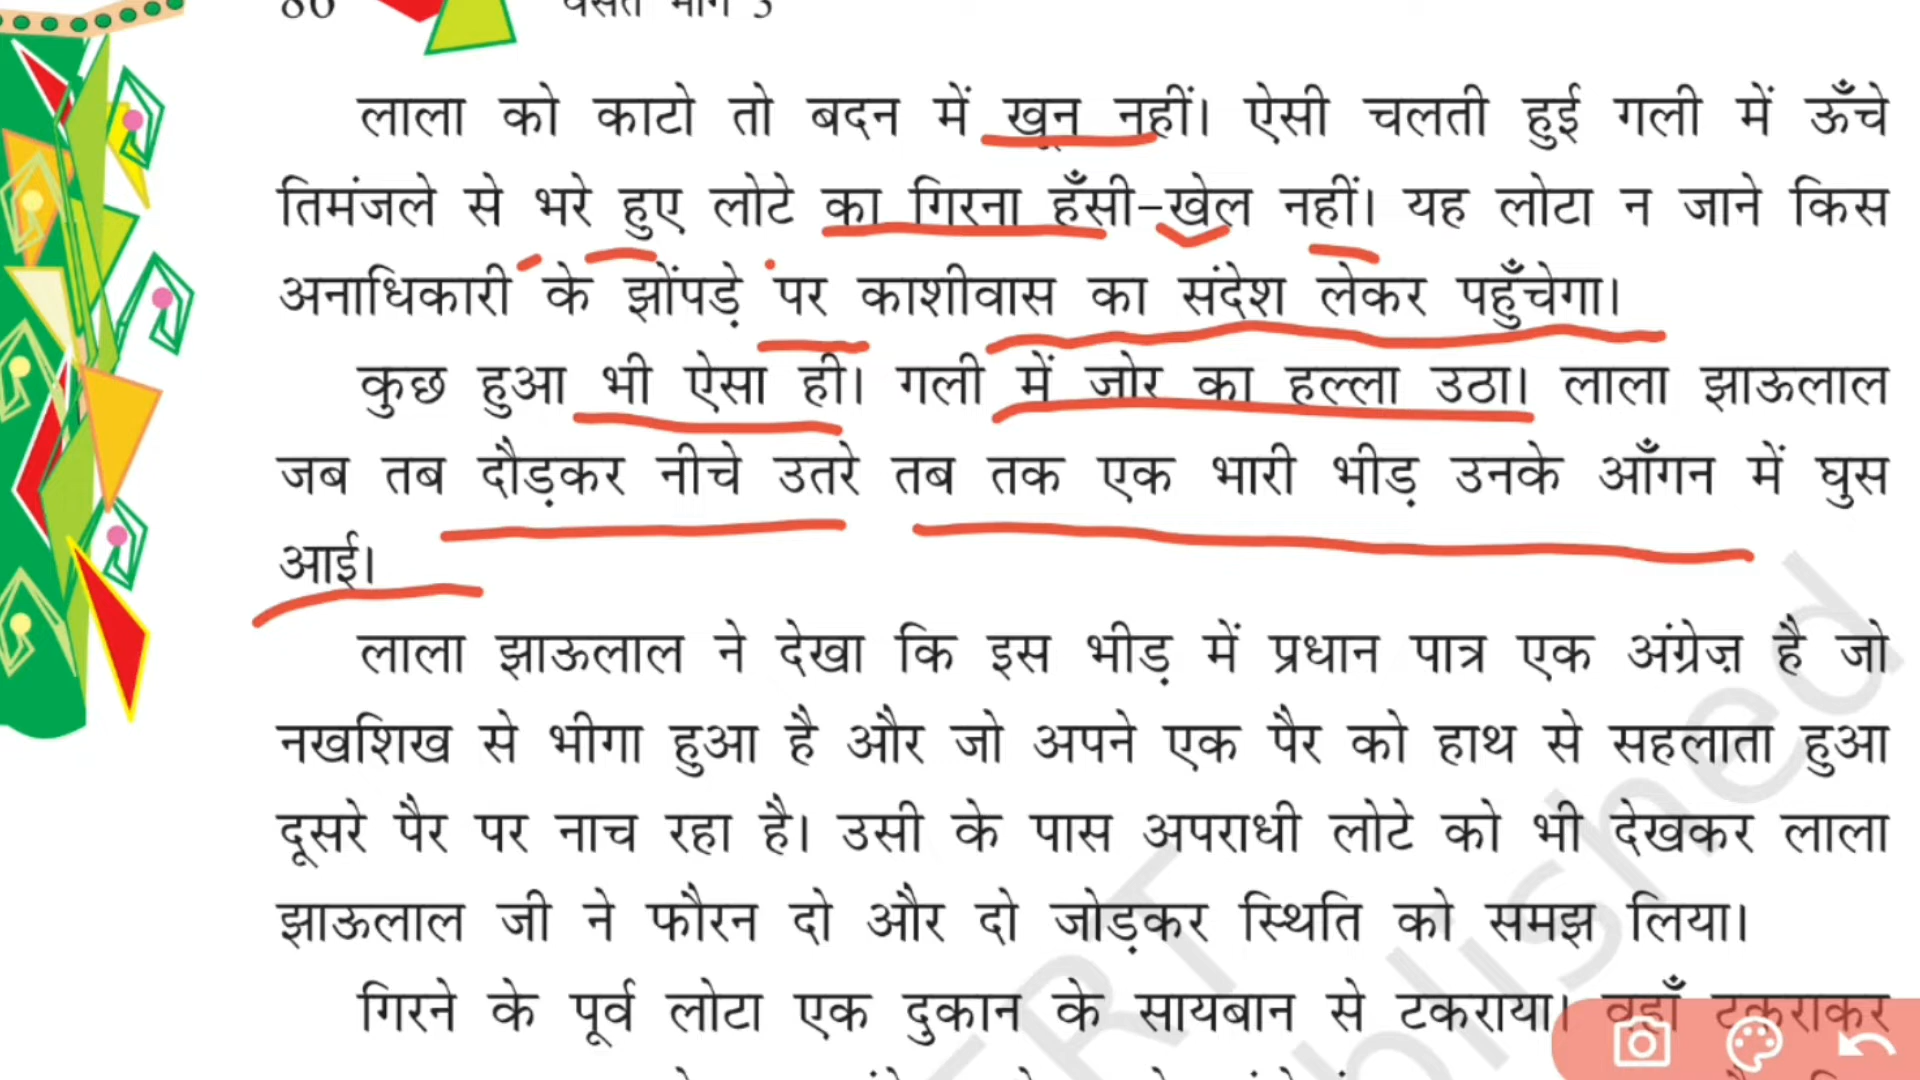 86 वसंत भाग 3
लाला को काटो तो बदन में खून नहीं। ऐसी चलती हुई गली में ऊँचे
तिमंजले से भरे हुए लोटे का गिरना हँसी-खेल नहीं। यह लोटा न जाने किस
अनाधिकारी के झोंपड़े पर काशीवास का संदेश लेकर पहुँचेगा।
कुछ हुआ भी ऐसा ही। गली में जोर का हल्ला उठा। लाला झाऊलाल
जब तब दौड़कर नीचे उतरे तब तक एक भारी भीड़ उनके आँगन में घुस
आई।
लाला झाऊलाल ने देखा कि इस भीड़ में प्रधान पात्र एक अंग्रेज़ है जो
नखशिख से भीगा हुआ है और जो अपने एक पैर को हाथ से सहलाता हुआ
दूसरे पैर पर नाच रहा है। उसी के पास अपराधी लोटे को भी देखकर लाला
झाऊलाल जी ने फौरन दो और दो जोड़कर स्थिति को समझ लिया।
गिरने के पूर्व लोटा एक दुकान के सायबान से टकराया। वहाँ टकराकर